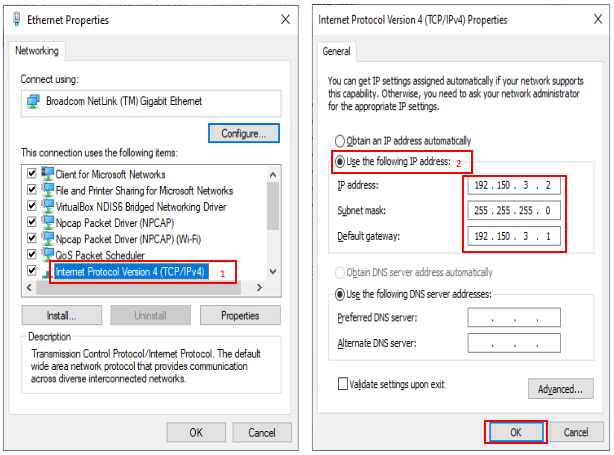 Ethernet Properties
Networking
Connect using:
Broadcom NetLink (TM) Gigabit Ethernet
Configure...
This connection uses the following items:
Client for Microsoft Networks
File and Printer Sharing for Microsoft Networks
VirtualBox NDIS6 Bridged Networking Driver
Npcap Packet Driver (NPCAP)
Npcap Packet Driver (NPCAP) (Wi-Fi)
QoS Packet Scheduler
Internet Protocol Version 4 (TCP/IPv4) 1
Install... Uninstall Properties
Description
Transmission Control Protocol/Internet Protocol. The default
wide area network protocol that provides communication
across diverse interconnected networks.
OK Cancel
Internet Protocol Version 4 (TCP/IPv4) Properties
General
You can get IP settings assigned automatically if your network supports
this capability. Otherwise, you need to ask your network administrator
for the appropriate IP settings.
Obtain an IP address automatically
Use the following IP address: 2
IP address: 192 . 150 . 3 . 2
Subnet mask: 255 . 255 . 255 . 0
Default gateway: 192 . 150 . 3 . 1
Obtain DNS server address automatically
Use the following DNS server addresses:
Preferred DNS server: . . .
Alternate DNS server: . . .
Validate settings upon exit
Advanced...
OK Cancel